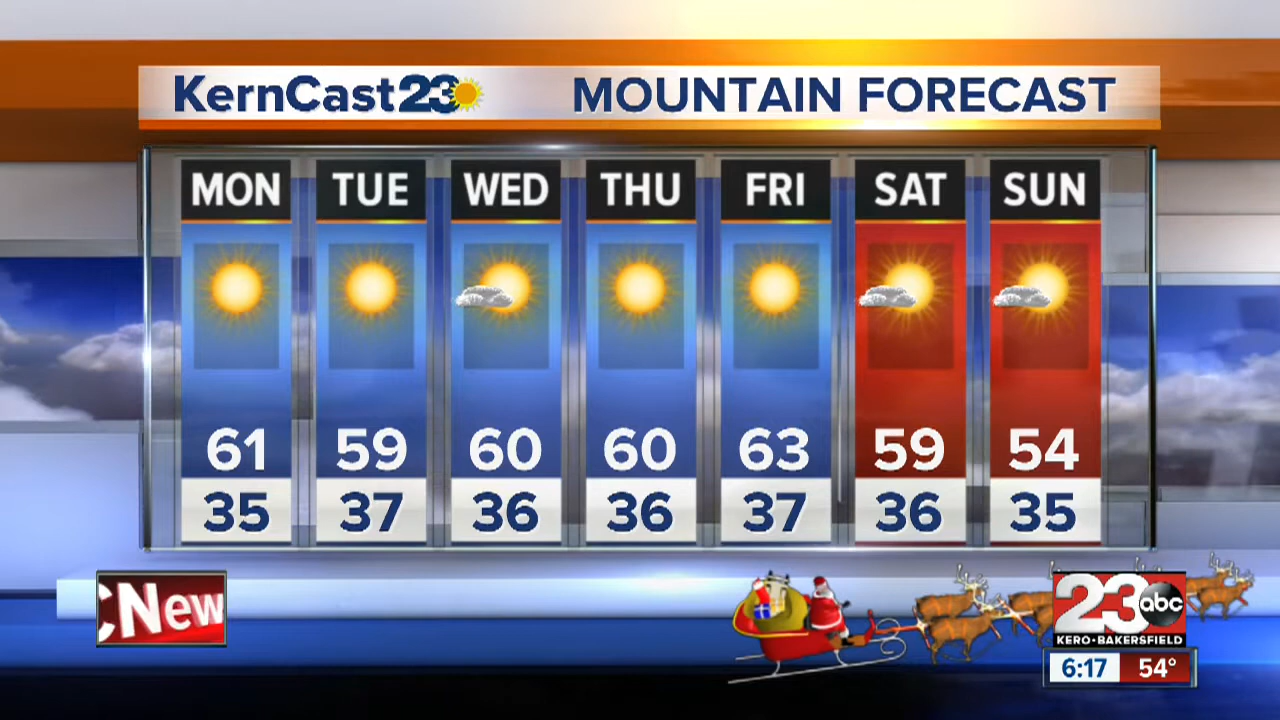 KernCast23 MOUNTAIN FORECAST
MON TUE WED THU FRI SAT SUN
61 59 60 60 63 59 54
35 37 36 36 37 36 35
CNew
23 abc
KERO•BAKERSFIELD
6:17 54°